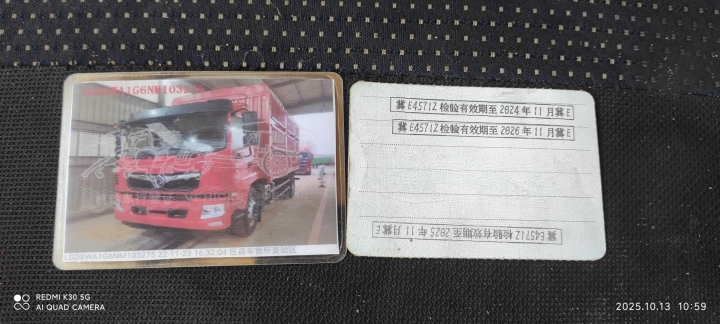 LGDXWA1G6NM103275
LGDXWA1G6NM103275 22-11-23 16:32:04 任县车管所查验区
冀E4571Z检验有效期至2024年11月冀E
冀E4571Z检验有效期至2026年11月冀E
冀E4571Z检验有效期至2025年11月冀E
REDMI K30 5G
AI QUAD CAMERA
2025.10.13 10:59